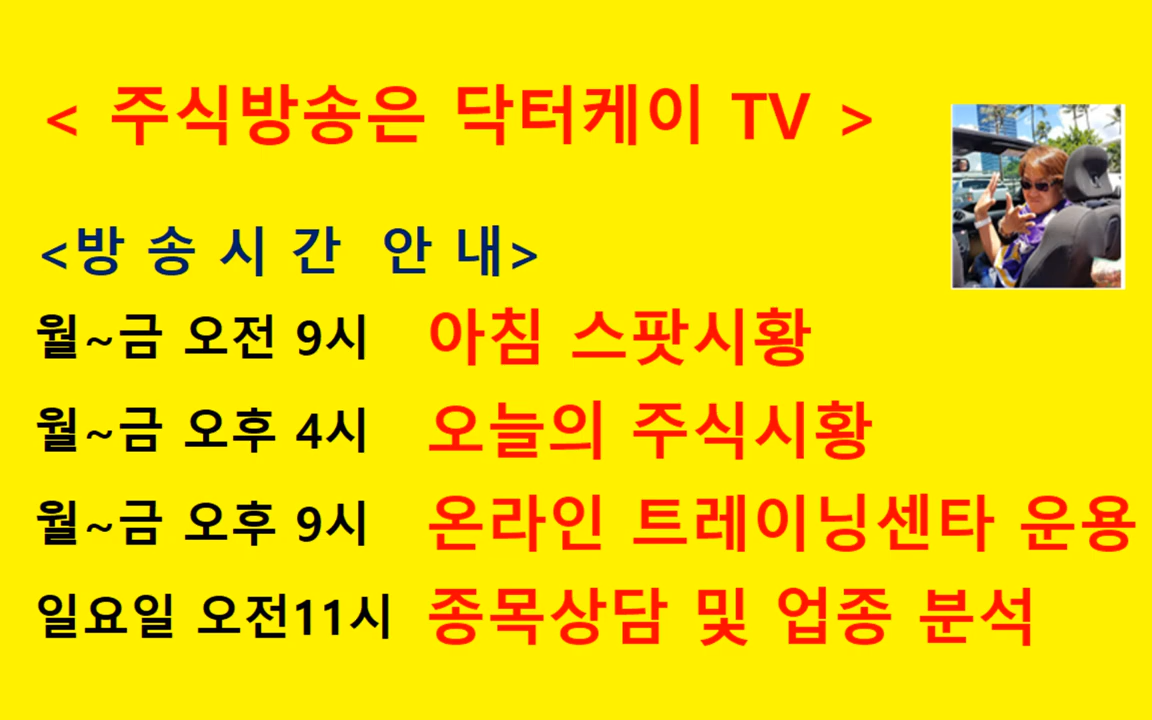 < 주식방송은 닥터케이 TV >
<방 송 시 간 안 내>
월~금 오전 9시 아침 스팟시황
월~금 오후 4시 오늘의 주식시황
월~금 오후 9시 온라인 트레이닝센타 운용
일요일 오전11시 종목상담 및 업종 분석